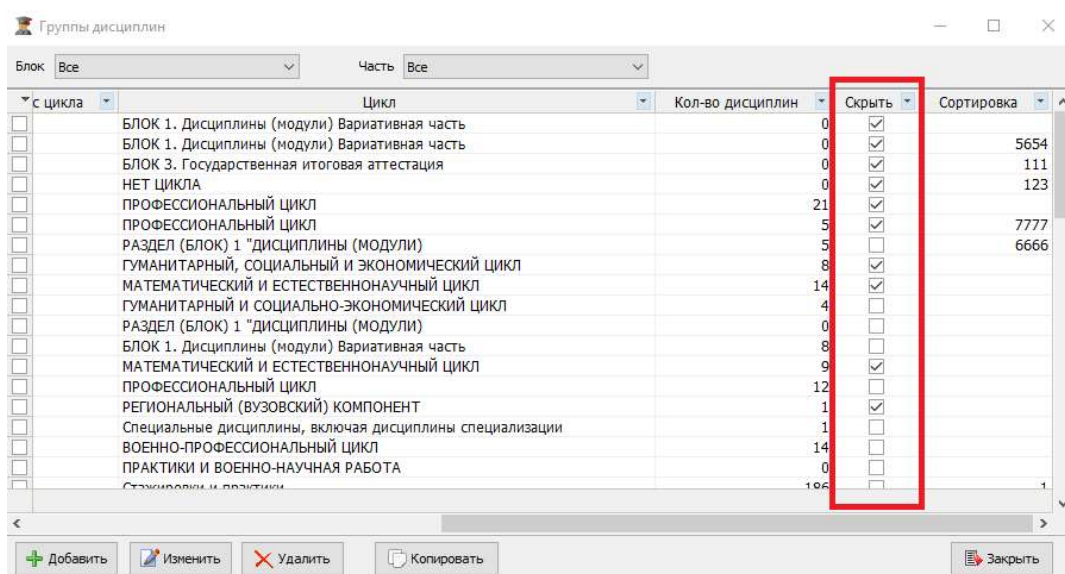 Группы дисциплин
Блок Все Часть Все
с цикла Цикл Кол-во дисциплин Скрыть Сортировка
БЛОК 1. Дисциплины (модули) Вариативная часть 0
БЛОК 1. Дисциплины (модули) Вариативная часть 0 5654
БЛОК 3. Государственная итоговая аттестация 0 111
НЕТ ЦИКЛА 0 123
ПРОФЕССИОНАЛЬНЫЙ ЦИКЛ 21
ПРОФЕССИОНАЛЬНЫЙ ЦИКЛ 5 7777
РАЗДЕЛ (БЛОК) 1 "ДИСЦИПЛИНЫ (МОДУЛИ) 5 6666
ГУМАНИТАРНЫЙ, СОЦИАЛЬНЫЙ И ЭКОНОМИЧЕСКИЙ ЦИКЛ 8
МАТЕМАТИЧЕСКИЙ И ЕСТЕСТВЕННОНАУЧНЫЙ ЦИКЛ 14
ГУМАНИТАРНЫЙ И СОЦИАЛЬНО-ЭКОНОМИЧЕСКИЙ ЦИКЛ 4
РАЗДЕЛ (БЛОК) 1 "ДИСЦИПЛИНЫ (МОДУЛИ) 0
БЛОК 1. Дисциплины (модули) Вариативная часть 8
МАТЕМАТИЧЕСКИЙ И ЕСТЕСТВЕННОНАУЧНЫЙ ЦИКЛ 9
ПРОФЕССИОНАЛЬНЫЙ ЦИКЛ 12
РЕГИОНАЛЬНЫЙ (ВУЗОВСКИЙ) КОМПОНЕНТ 1
Специальные дисциплины, включая дисциплины специализации 1
ВОЕННО-ПРОФЕССИОНАЛЬНЫЙ ЦИКЛ 14
ПРАКТИКИ И ВОЕННО-НАУЧНАЯ РАБОТА 0
Стажировки и практики 186 1
Добавить Изменить Удалить Копировать Закрыть